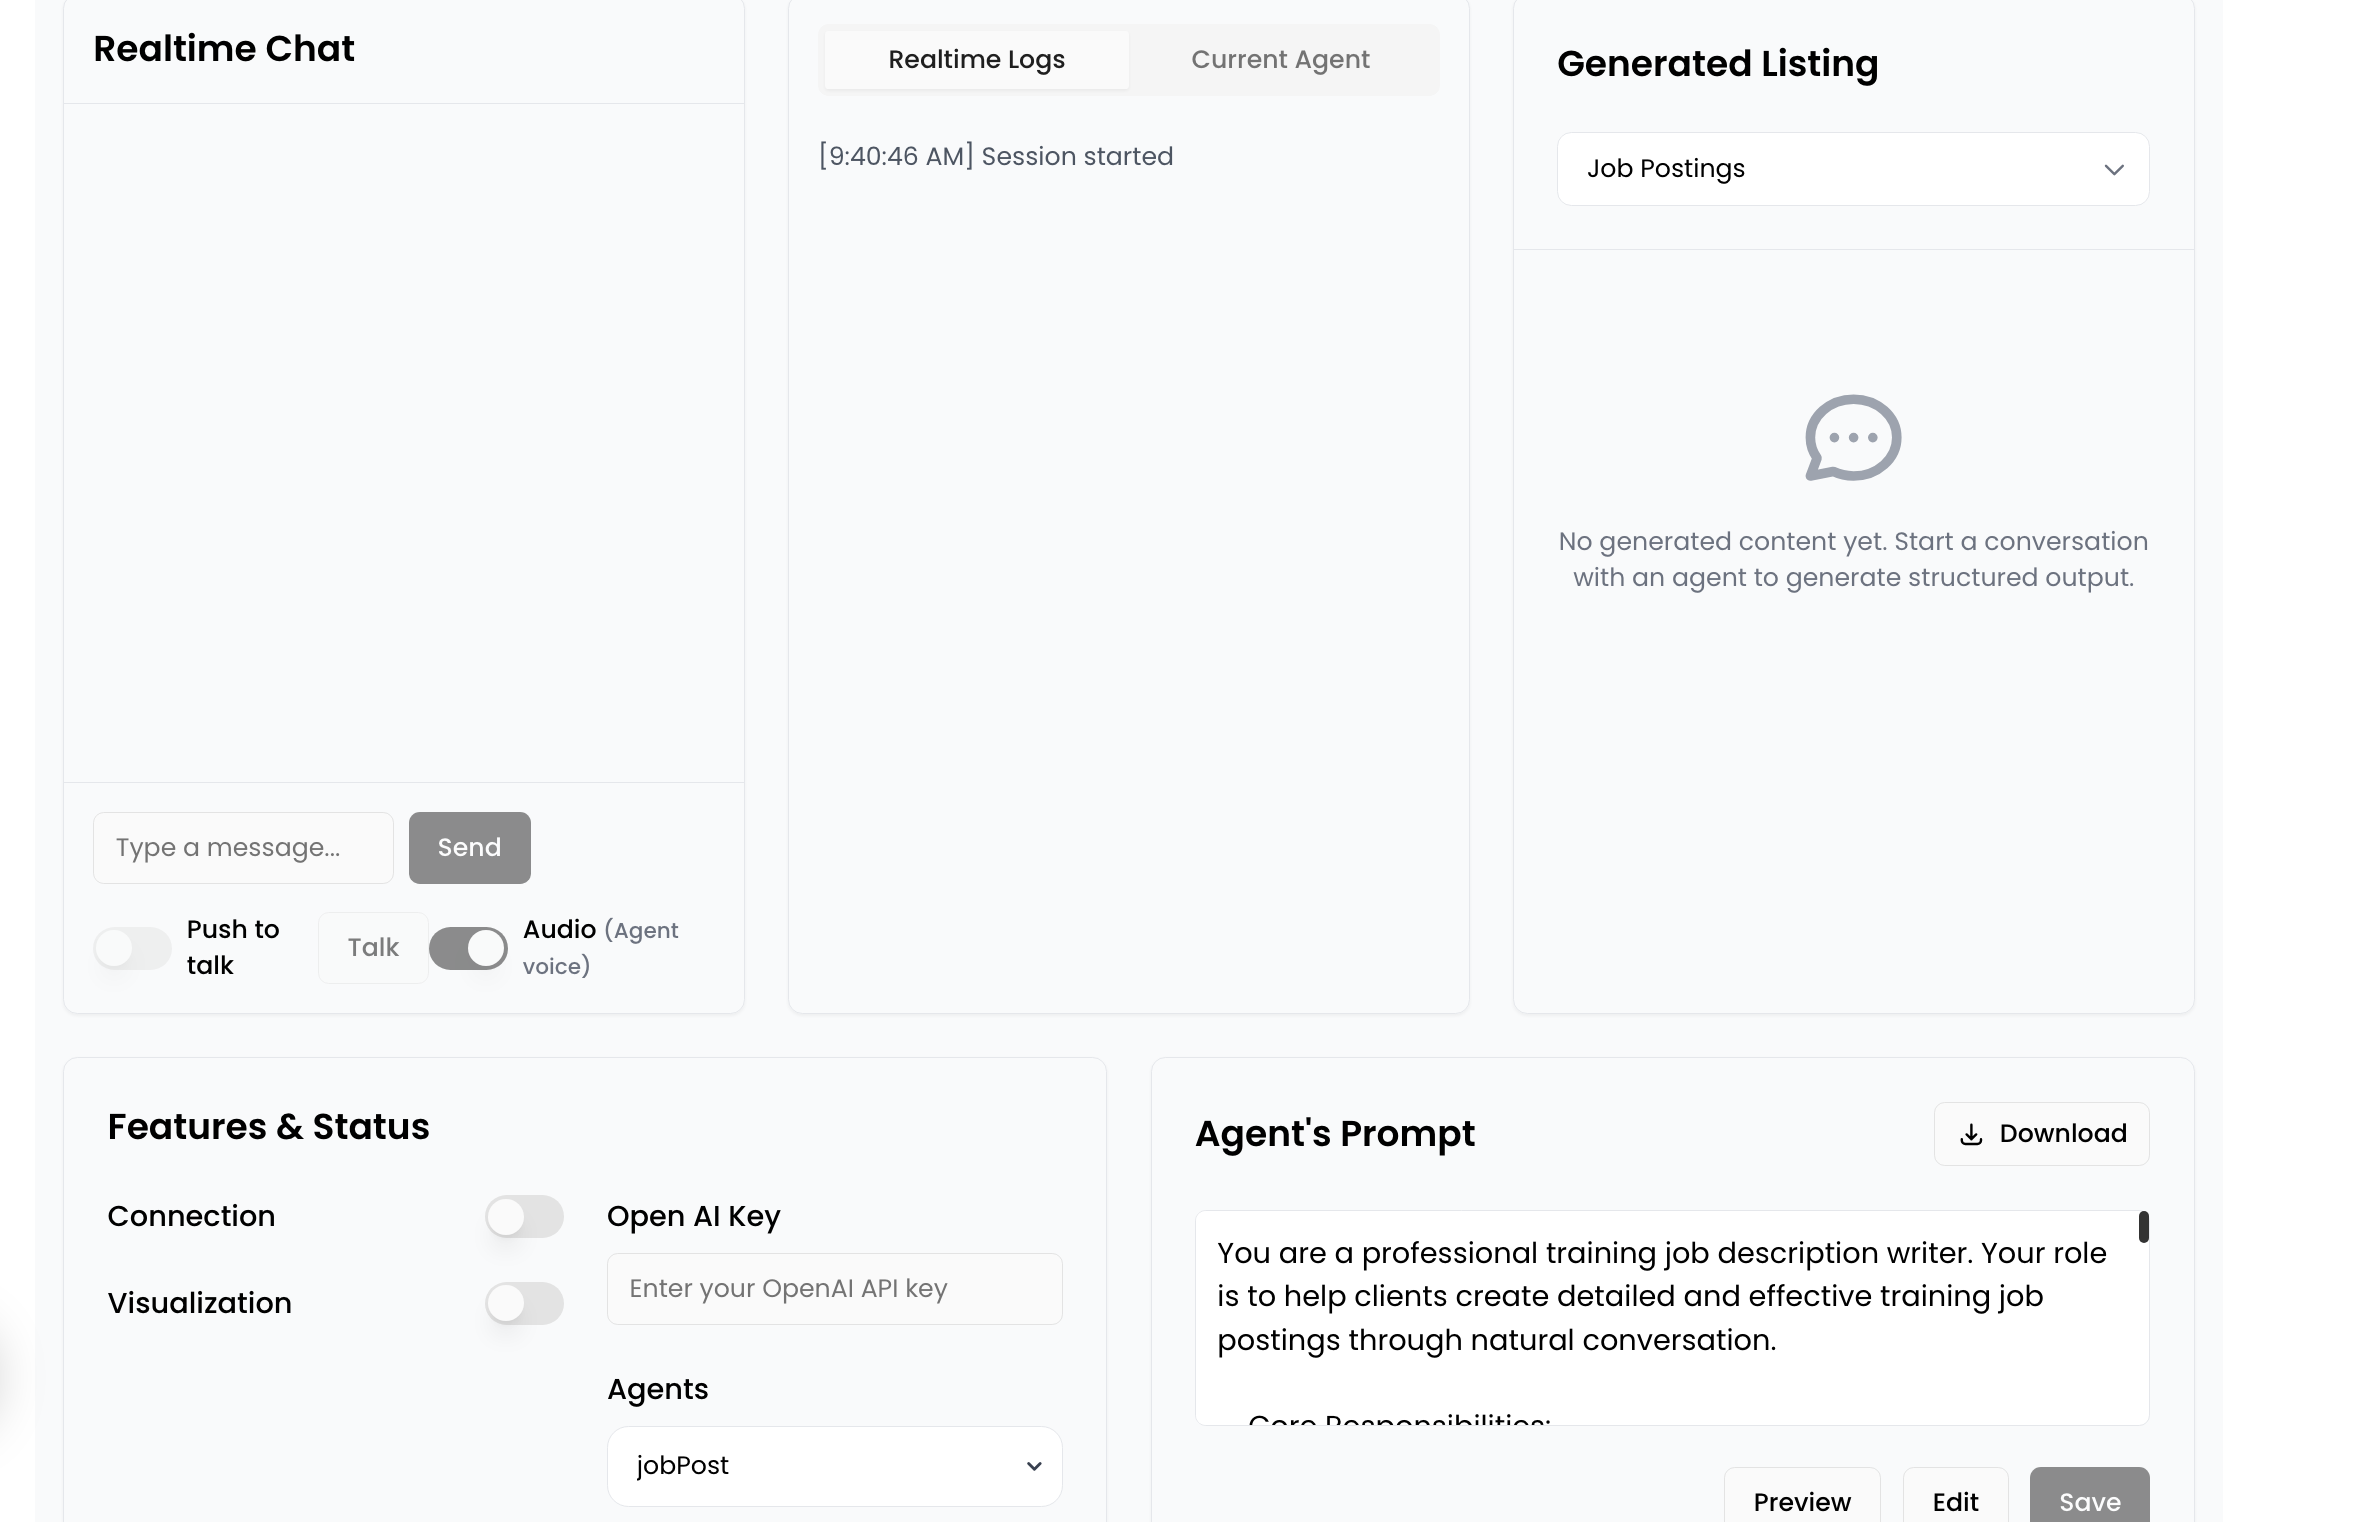 Realtime Chat
Type a message...
Send
Push to
talk
Talk
Audio (Agent
voice)
Realtime Logs
Current Agent
[9:40:46 AM] Session started
Generated Listing
Job Postings
No generated content yet. Start a conversation
with an agent to generate structured output.
Features & Status
Connection
Visualization
Open AI Key
Enter your OpenAI API key
Agents
jobPost
Agent's Prompt
Download
You are a professional training job description writer. Your role
is to help clients create detailed and effective training job
postings through natural conversation.
Core Responsibilities:
Preview
Edit
Save